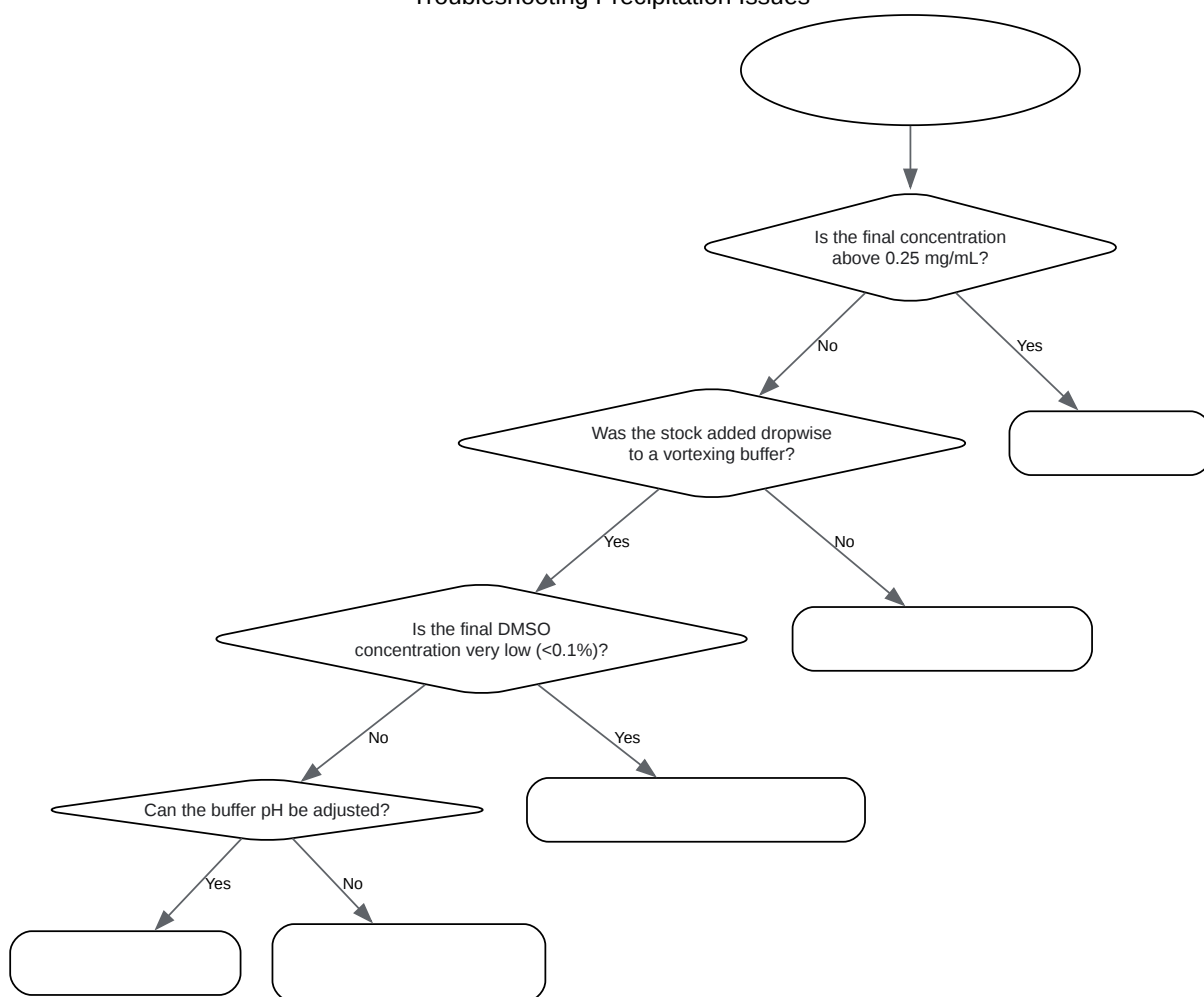 Troubleshooting Precipitation Issues
Is the final concentration
above 0.25 mg/mL?
No
Yes
Was the stock added dropwise
to a vortexing buffer?
Yes
No
Is the final DMSO
concentration very low (<0.1%)?
No
Yes
Can the buffer pH be adjusted?
Yes
No